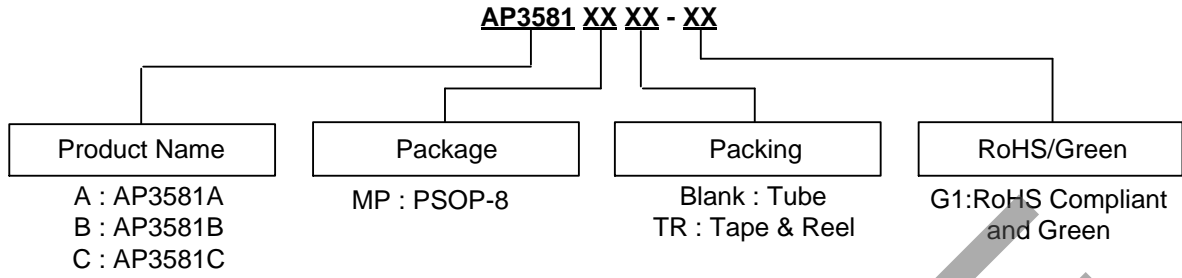 AP3581 XX XX - XX
Product Name
Package
Packing
RoHS/Green
A : AP3581A
B : AP3581B
C : AP3581C
MP : PSOP-8
Blank : Tube
TR : Tape & Reel
G1:RoHS Compliant
and Green